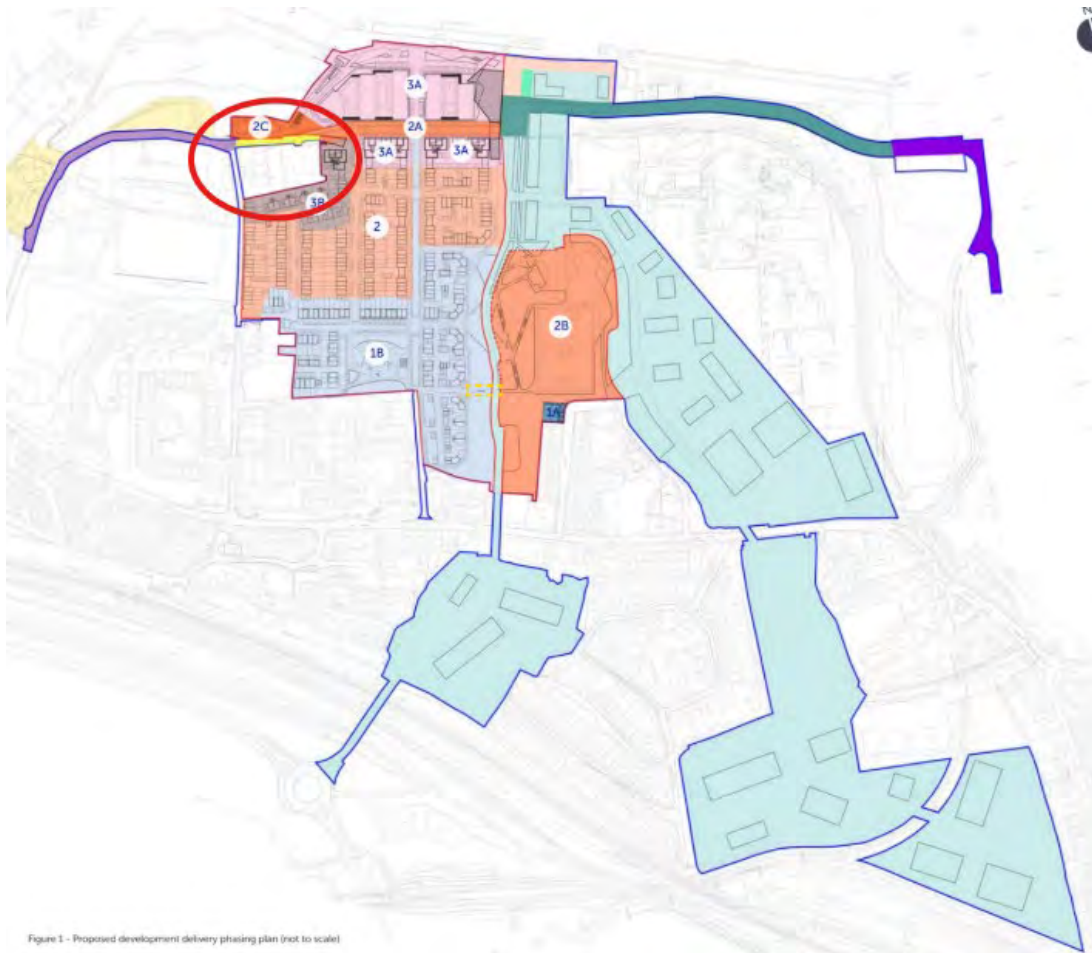 N
3A
2C
2A
3A
3A
3B
2
2B
1B
1A
Figure 1 - Proposed development delivery phasing plan (not to scale)